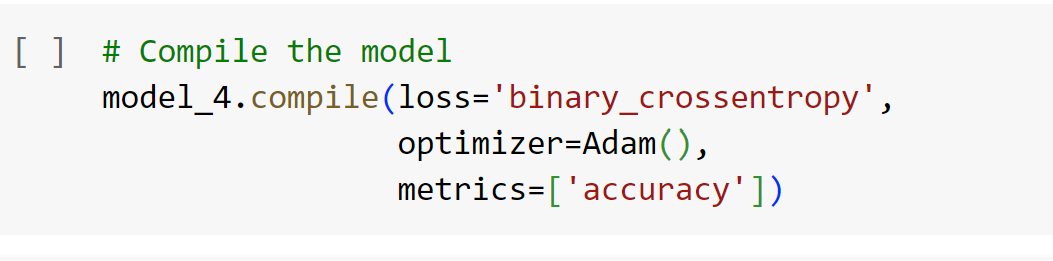 [ ] # Compile the model
model_4.compile(loss='binary_crossentropy',
optimizer=Adam(),
metrics=['accuracy'])